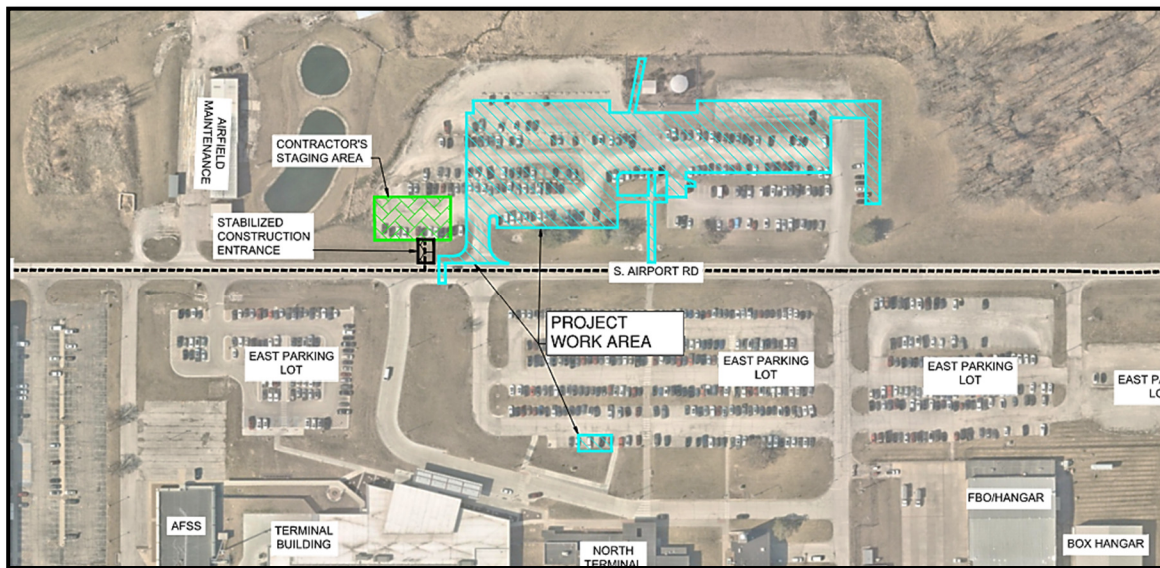 AIRFIELD
MAINTENANCE
CONTRACTOR'S
STAGING AREA
STABILIZED
CONSTRUCTION
ENTRANCE
S. AIRPORT RD
PROJECT
WORK AREA
EAST PARKING
LOT
EAST PARKING
LOT
EAST PARKING
LOT
EAST
AFSS
TERMINAL
BUILDING
NORTH
TERMINAL
FBO/HANGAR
BOX HANGAR